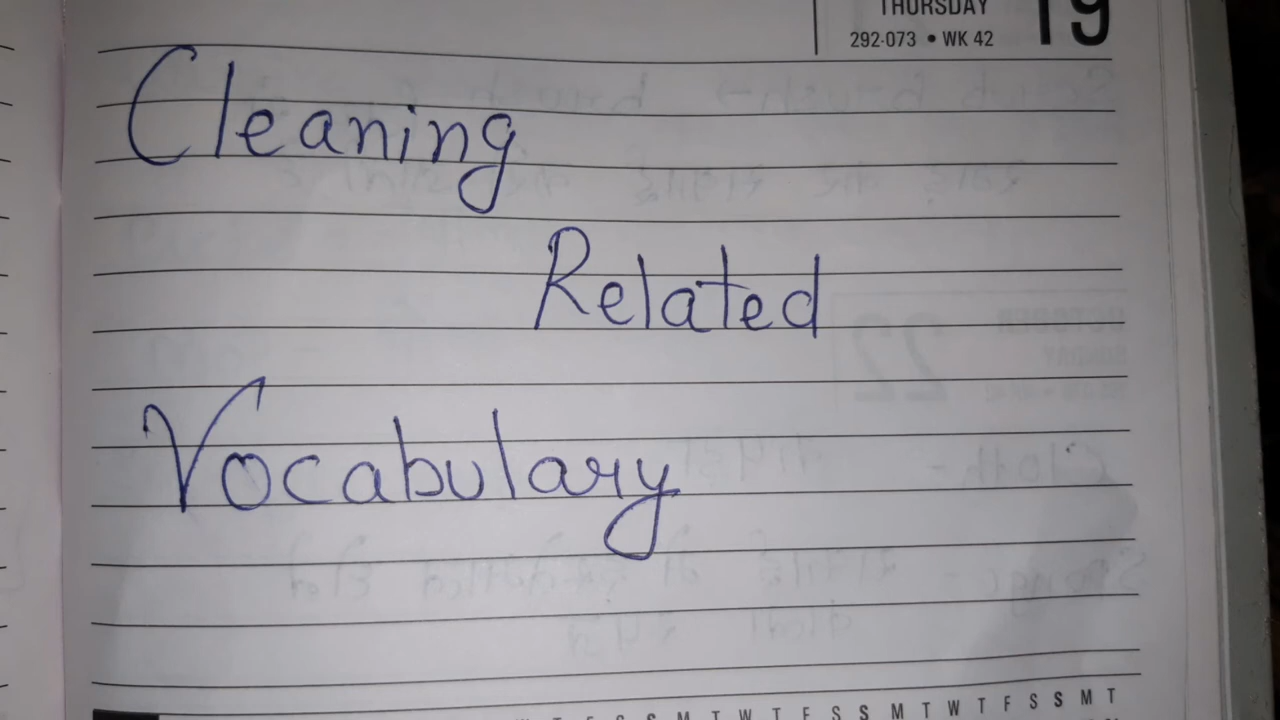 THURSDAY 19
292-073 • WK 42
Cleaning
Related
Vocabulary
S M T W T F S S M T W T F S S M T